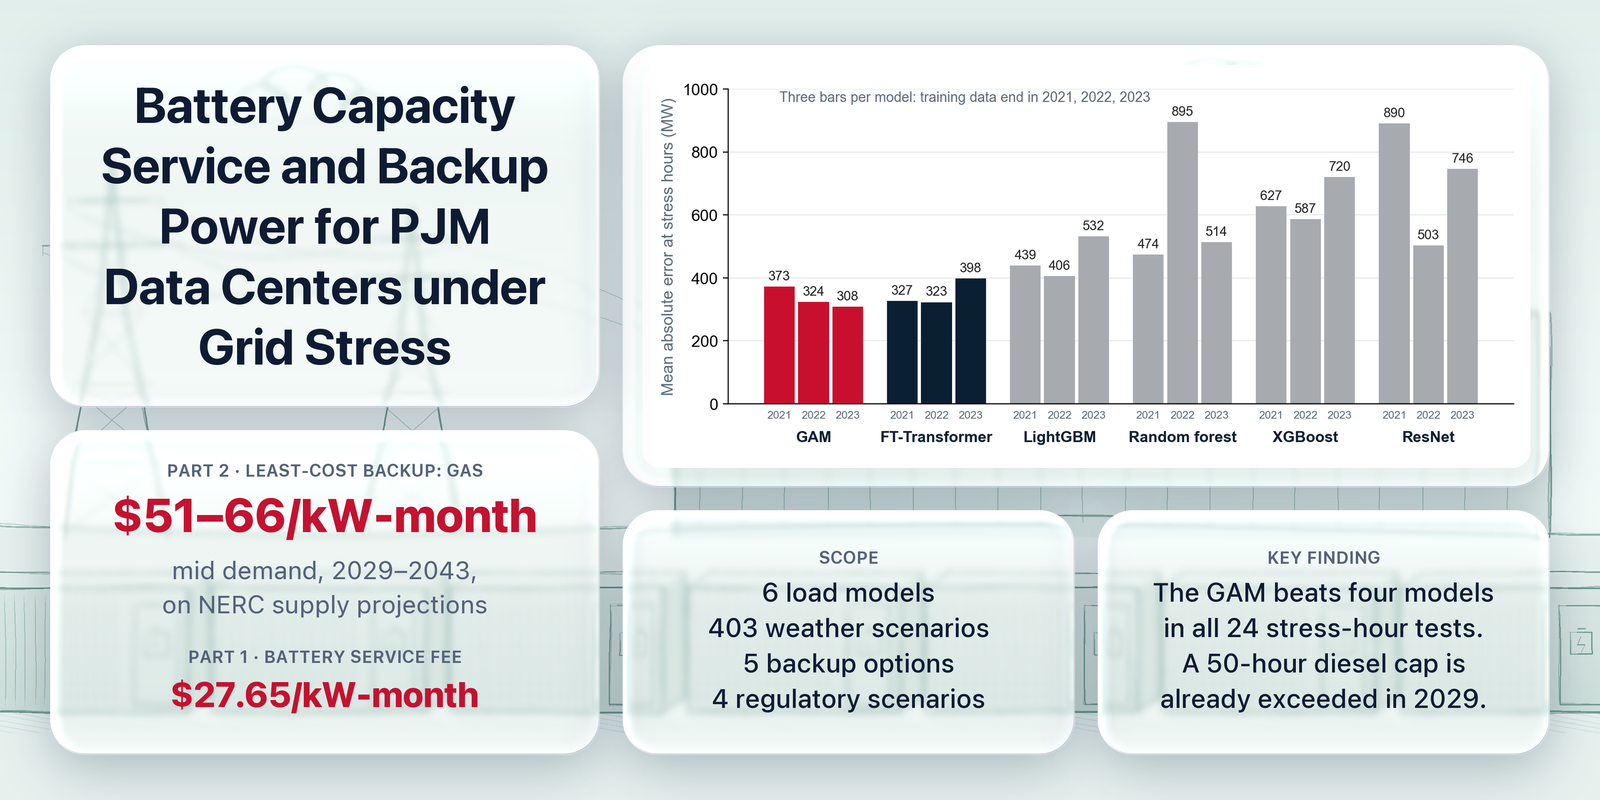 Battery Capacity
Service and Backup
Power for PJM
Data Centers under
Grid Stress
PART 2 · LEAST-COST BACKUP: GAS
$51–66/kW-month
mid demand, 2029–2043,
on NERC supply projections
PART 1 · BATTERY SERVICE FEE
$27.65/kW-month
Three bars per model: training data end in 2021, 2022, 2023
Mean absolute error at stress hours (MW)
1000
800
600
400
200
0
373 324 308
327 323 398
439 406 532
474 895 514
627 587 720
890 503 746
2021 2022 2023 2021 2022 2023 2021 2022 2023 2021 2022 2023 2021 2022 2023 2021 2022 2023
GAM FT-Transformer LightGBM Random forest XGBoost ResNet
SCOPE
6 load models
403 weather scenarios
5 backup options
4 regulatory scenarios
KEY FINDING
The GAM beats four models
in all 24 stress-hour tests.
A 50-hour diesel cap is
already exceeded in 2029.